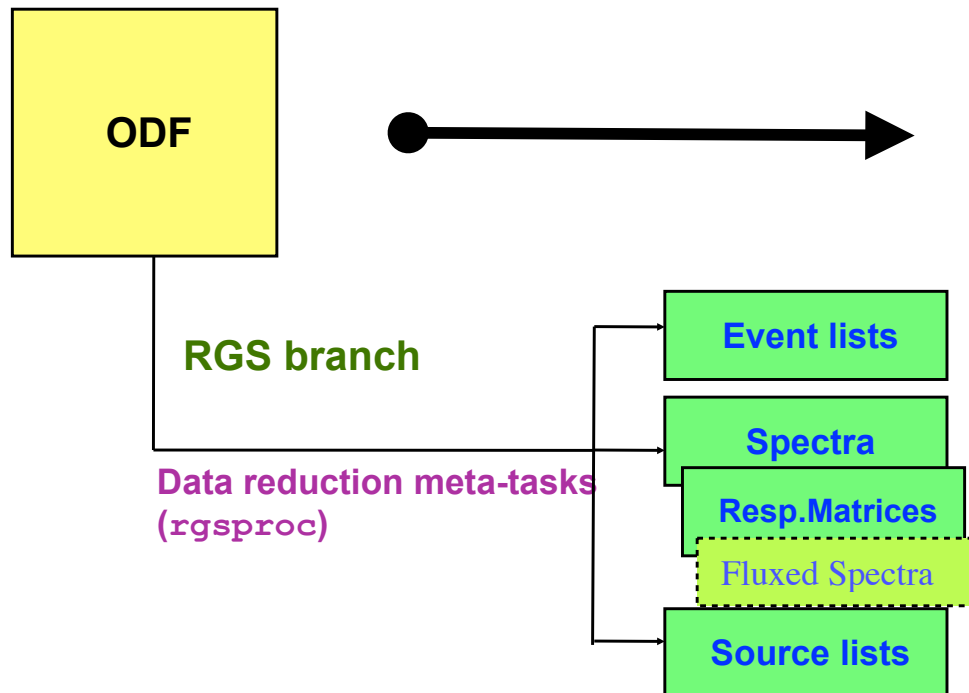 ODF
RGS branch
Data reduction meta-tasks
(rgsproc)
Event lists
Spectra
Resp.Matrices
Fluxed Spectra
Source lists